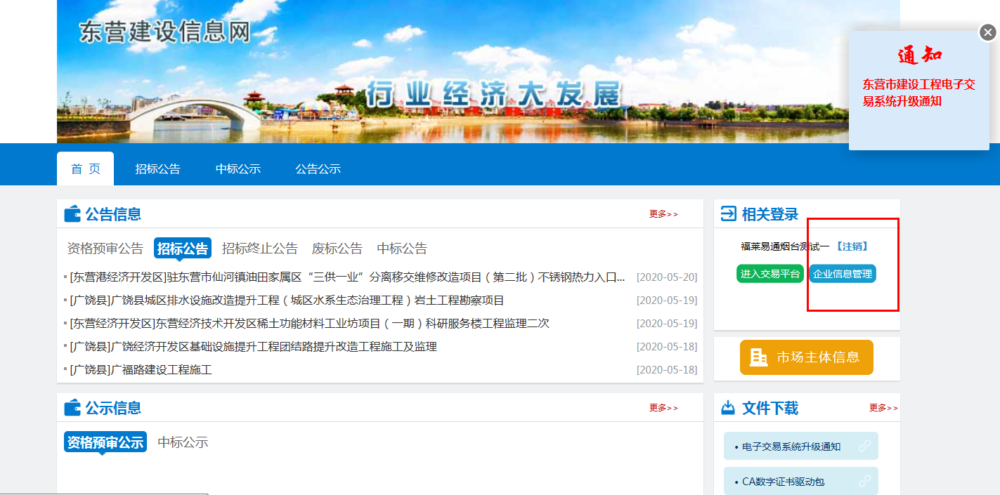 东营建设信息网
行业经济大发展
通知
东营市建设工程电子交
易系统升级通知
首 页 招标公告 中标公示 公告公示
公告信息 更多>>
资格预审公告 招标公告 招标终止公告 废标公告 中标公告
[东营港经济开发区]驻东营市仙河镇油田家属区“三供一业”分离移交维修改造项目（第二批）不锈钢热力入口... [2020-05-20]
[广饶县]广饶县城区排水设施改造提升工程（城区水系生态治理工程）岩土工程勘察项目 [2020-05-19]
[东营经济开发区]东营经济技术开发区稀土功能材料工业坊项目（一期）科研服务楼工程监理二次 [2020-05-19]
[广饶县]广饶经济开发区基础设施提升工程团结路提升改造工程施工及监理 [2020-05-18]
[广饶县]广福路建设工程施工 [2020-05-18]
相关登录
福莱易通烟台测试一 【注销】
进入交易平台 企业信息管理
市场主体信息
公示信息 更多>>
资格预审公示 中标公示
文件下载 更多>>
• 电子交易系统升级通知
• CA数字证书驱动包